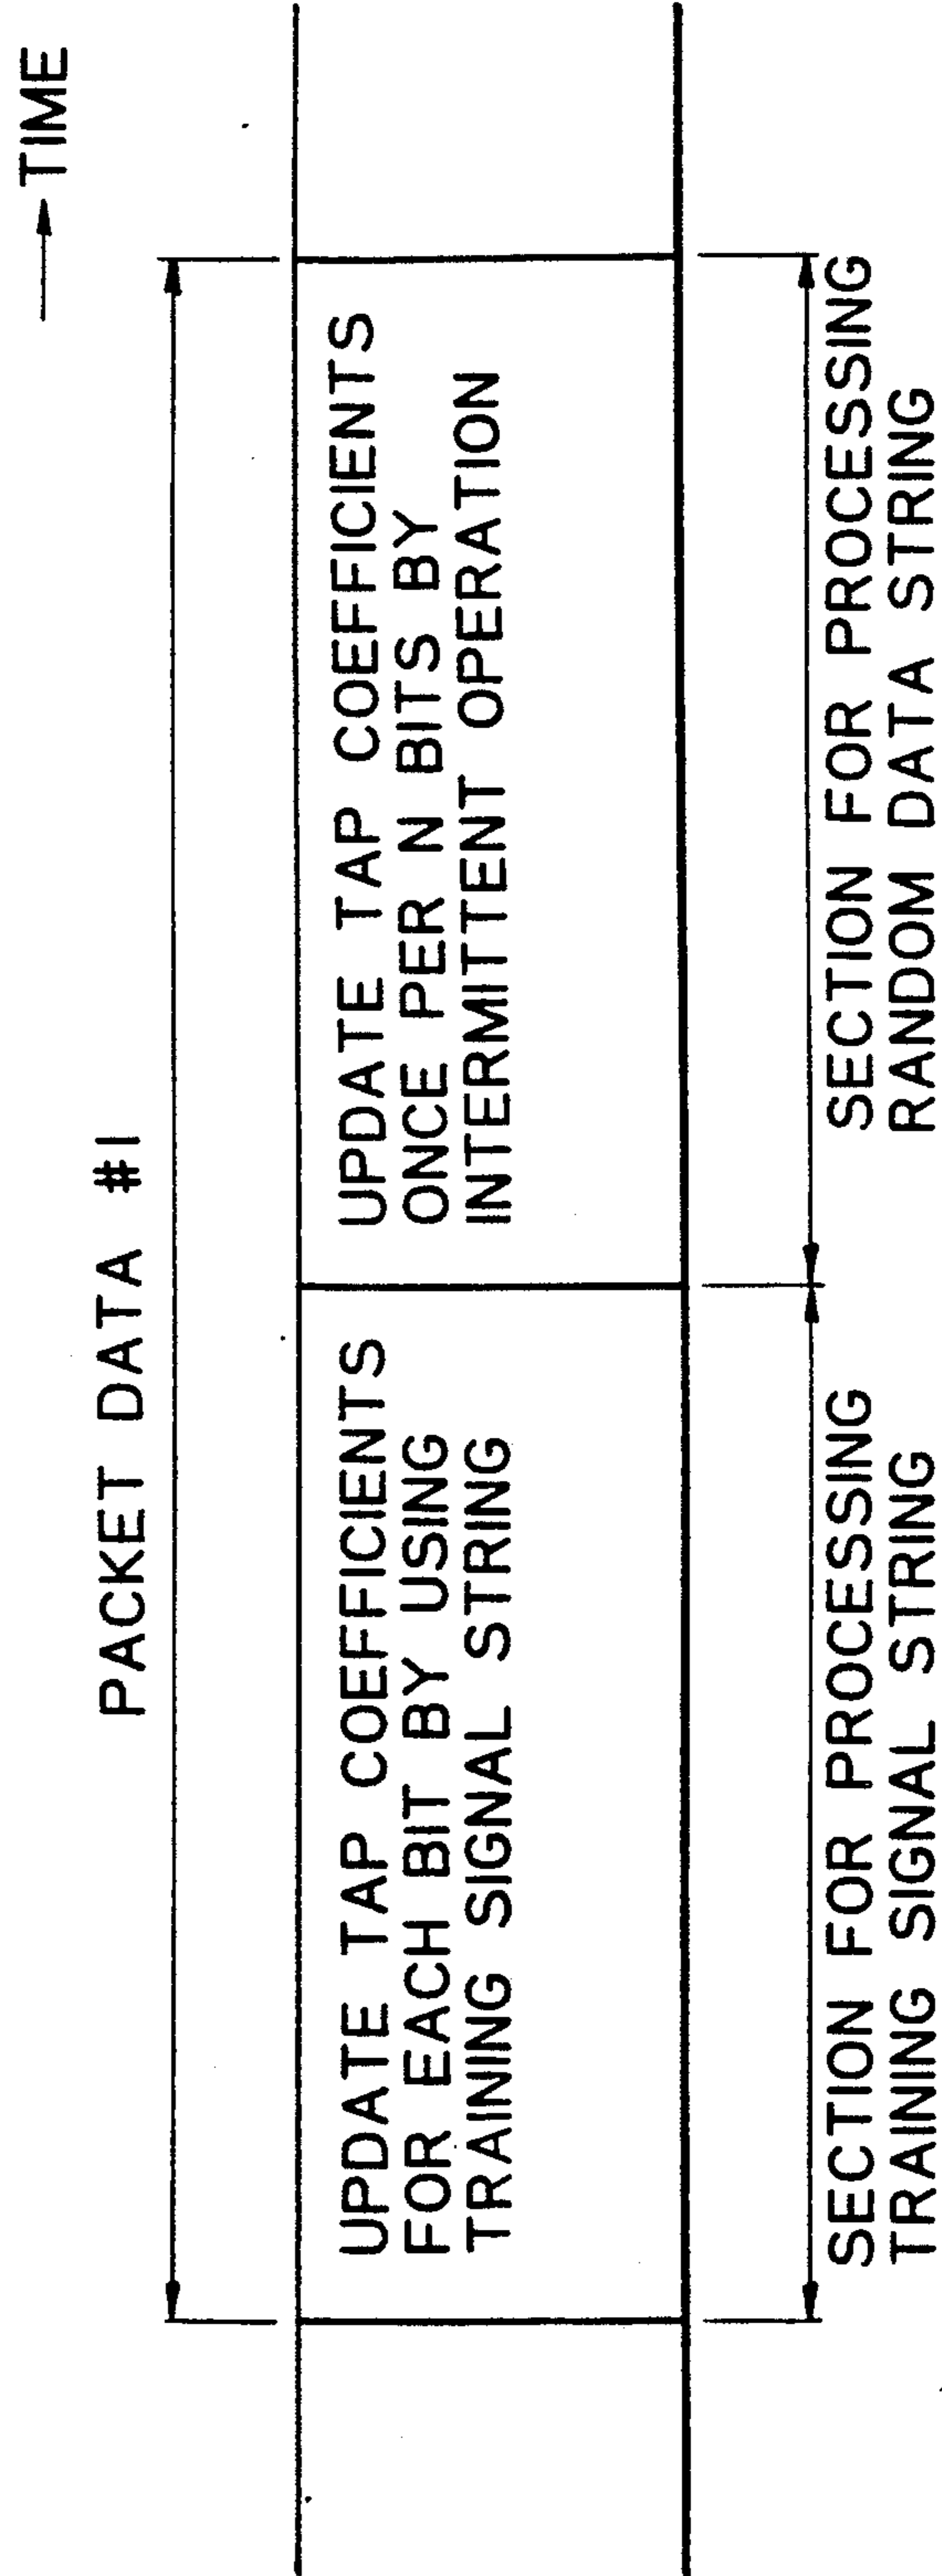 → TIME
PACKET DATA #1
UPDATE TAP COEFFICIENTS
FOR EACH BIT BY USING
TRAINING SIGNAL STRING
UPDATE TAP COEFFICIENTS
ONCE PER N BITS BY
INTERMITTENT OPERATION
SECTION FOR PROCESSING
TRAINING SIGNAL STRING
SECTION FOR PROCESSING
RANDOM DATA STRING